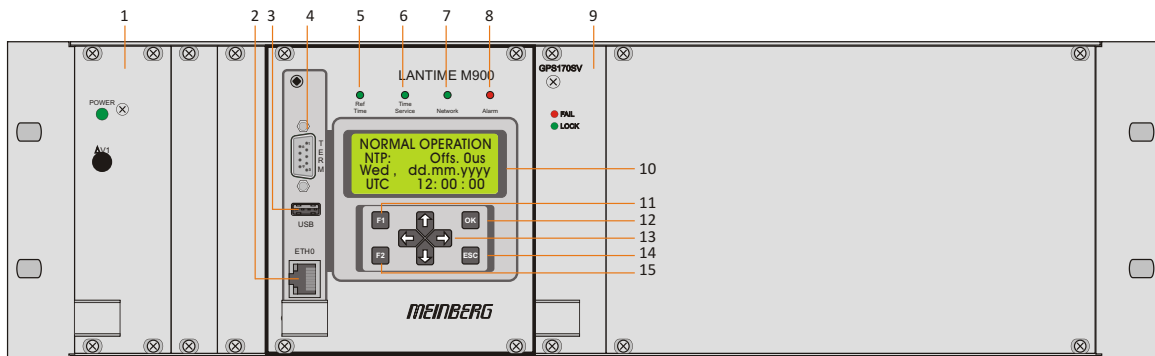 1
2
3
4
5
6
7
8
9
LANTIME M900
GPS170SV
POWER
ΔV1
TERM
Ref Time
Time Service
Network
Alarm
FAIL
LOCK
NORMAL OPERATION
NTP: Offs. 0us
Wed , dd.mm.yyyy
UTC 12: 00 : 00
10
11
F1
OK
12
USB
13
ETH0
F2
ESC
14
15
MEINBERG